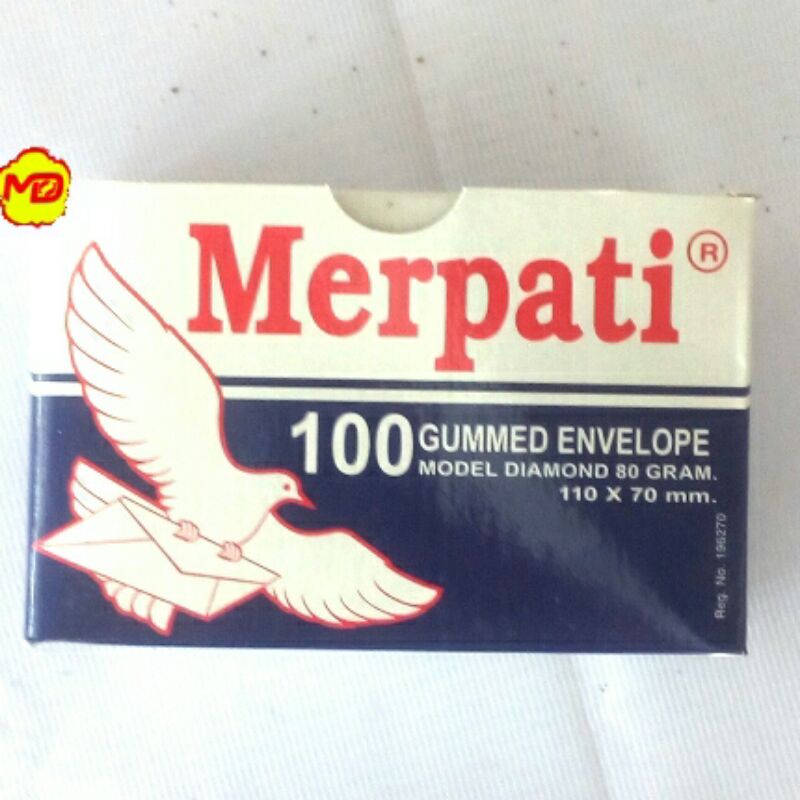 MD
Merpati®
100 GUMMED ENVELOPE
MODEL DIAMOND 80 GRAM.
110 X 70 mm.
Reg. No. 196270